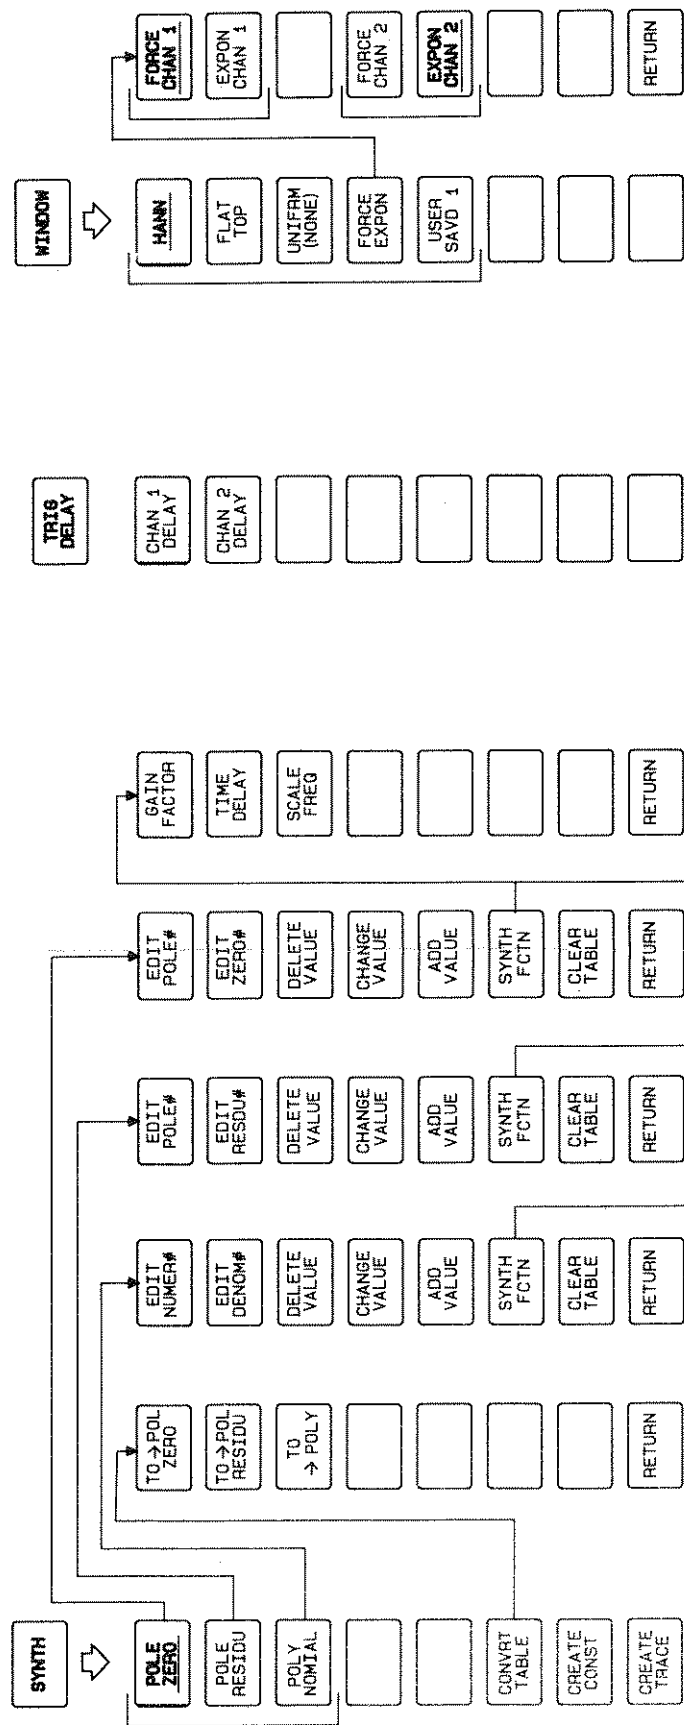 SYNTH
POLE
ZERO
POLE
RESIDU
POLY
NOMIAL
CONVRT
TABLE
CREATE
CONST
CREATE
TRACE
TO→POL
ZERO
TO→POL
RESIDU
TO
→ POLY
RETURN
EDIT
NUMER#
EDIT
DENOM#
DELETE
VALUE
CHANGE
VALUE
ADD
VALUE
SYNTH
FCTN
CLEAR
TABLE
RETURN
EDIT
POLE#
EDIT
RESDU#
DELETE
VALUE
CHANGE
VALUE
ADD
VALUE
SYNTH
FCTN
CLEAR
TABLE
RETURN
EDIT
POLE#
EDIT
ZERO#
DELETE
VALUE
CHANGE
VALUE
ADD
VALUE
SYNTH
FCTN
CLEAR
TABLE
RETURN
GAIN
FACTOR
TIME
DELAY
SCALE
FREQ
RETURN
TRIG
DELAY
CHAN 1
DELAY
CHAN 2
DELAY
WINDOW
HANN
FLAT
TOP
UNIFRM
(NONE)
FORCE
EXPON
USER
SAVD 1
FORCE
CHAN 1
EXPON
CHAN 1
FORCE
CHAN 2
EXPON
CHAN 2
RETURN